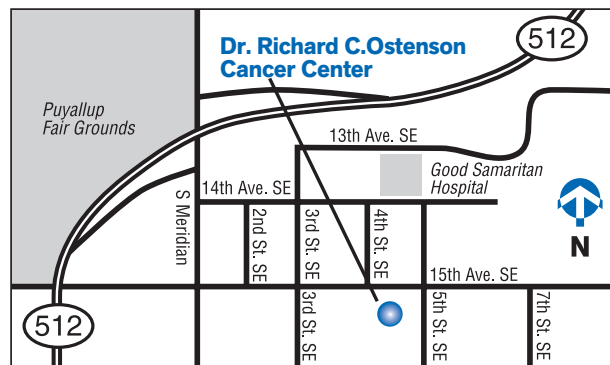 512
Dr. Richard C.Ostenson
Cancer Center
Puyallup
Fair Grounds
13th Ave. SE
Good Samaritan
Hospital
14th Ave. SE
S Meridian
2nd St. SE
3rd St. SE
4th St. SE
N
15th Ave. SE
512
3rd St. SE
5th St. SE
7th St. SE